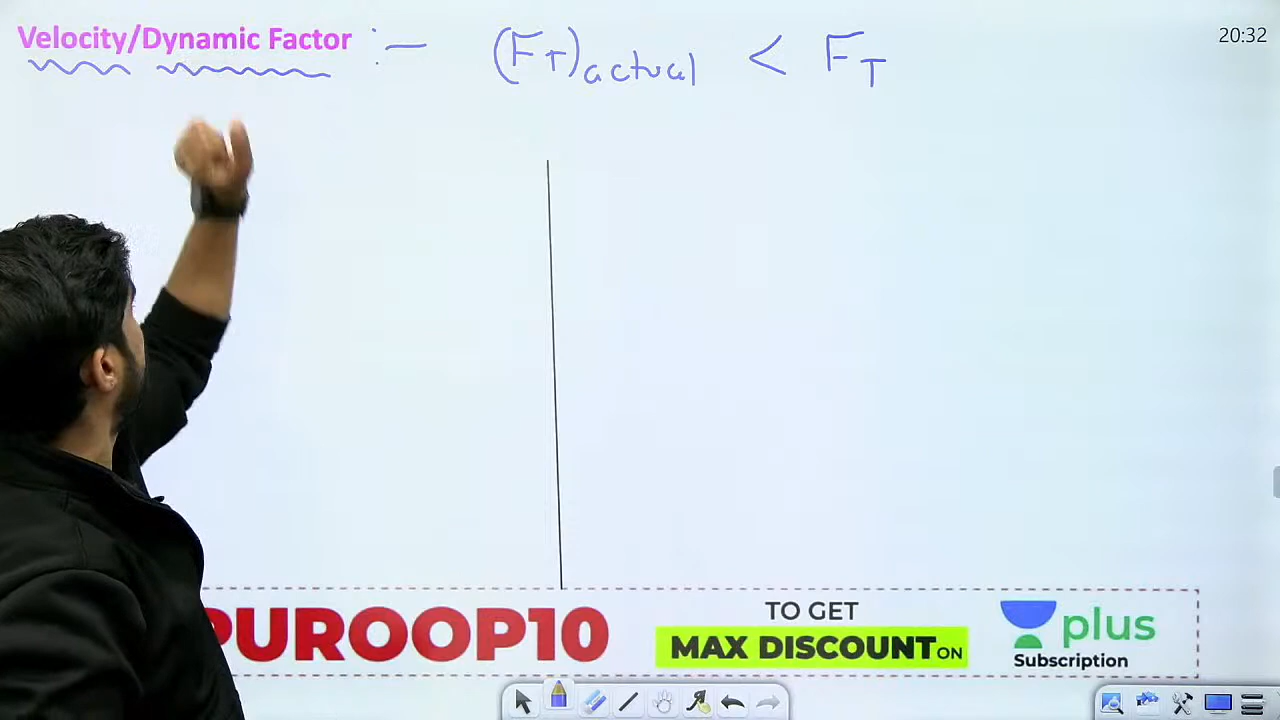 Velocity/Dynamic Factor :- (FT)actual < FT
20:32
PUROOP10
TO GET
MAX DISCOUNT ON
plus
Subscription